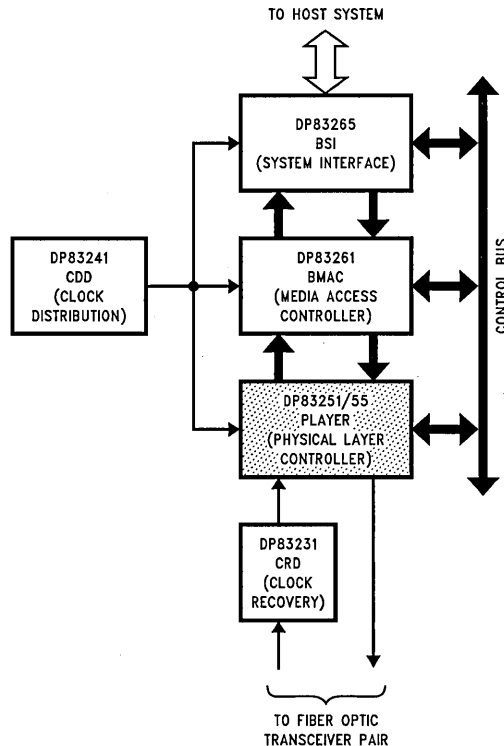 TO HOST SYSTEM
DP83265
BSI
(SYSTEM INTERFACE)
DP83241
CDD
(CLOCK
DISTRIBUTION)
DP83261
BMAC
(MEDIA ACCESS
CONTROLLER)
CONTROL BUS
DP83251/55
PLAYER
(PHYSICAL LAYER
CONTROLLER)
DP83231
CRD
(CLOCK
RECOVERY)
TO FIBER OPTIC
TRANSCEIVER PAIR